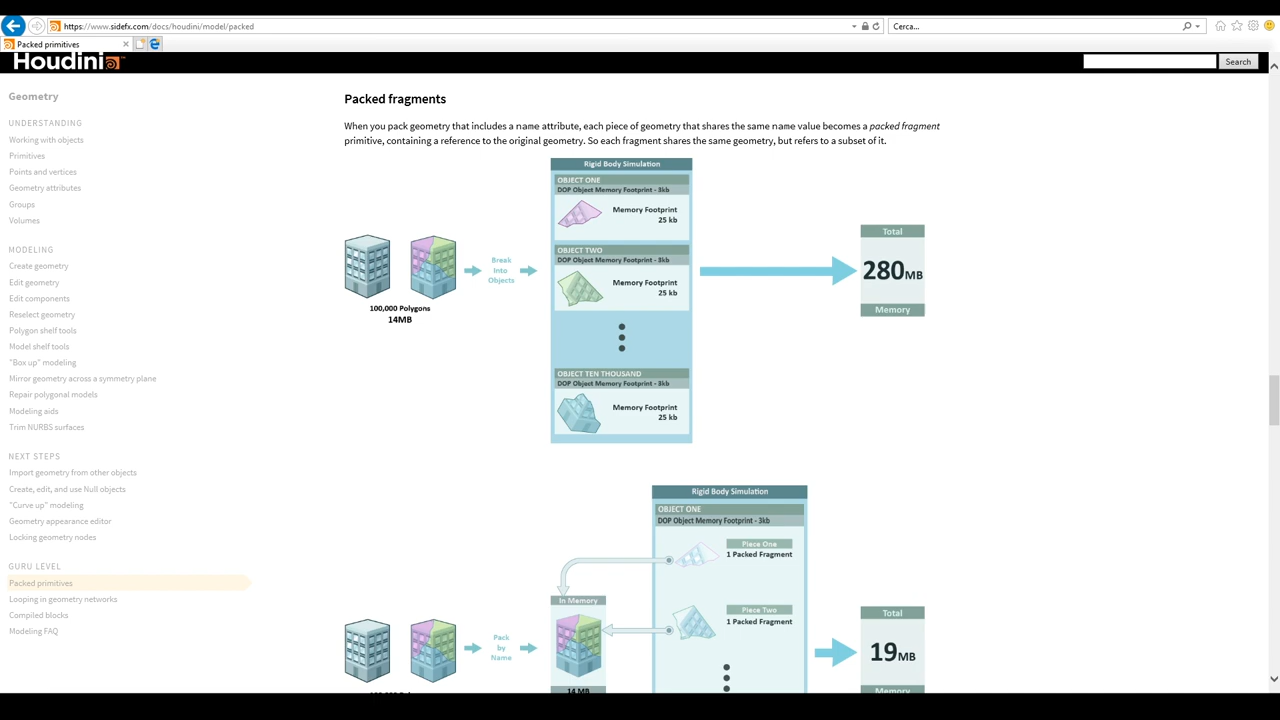 https://www.sidefx.com/docs/houdini/model/packed
Cerca...
Packed primitives
Houdini
Search
Geometry
UNDERSTANDING
Working with objects
Primitives
Points and vertices
Geometry attributes
Groups
Volumes
MODELING
Create geometry
Edit geometry
Edit components
Reselect geometry
Polygon shelf tools
Model shelf tools
"Box up" modeling
Mirror geometry across a symmetry plane
Repair polygonal models
Modeling aids
Trim NURBS surfaces
NEXT STEPS
Import geometry from other objects
Create, edit, and use Null objects
"Curve up" modeling
Geometry appearance editor
Locking geometry nodes
GURU LEVEL
Packed primitives
Looping in geometry networks
Compiled blocks
Modeling FAQ
Packed fragments
When you pack geometry that includes a name attribute, each piece of geometry that shares the same name value becomes a packed fragment
primitive, containing a reference to the original geometry. So each fragment shares the same geometry, but refers to a subset of it.
100,000 Polygons
14MB
Break
Into
Objects
Rigid Body Simulation
OBJECT ONE
DOP Object Memory Footprint - 3kb
Memory Footprint
25 kb
OBJECT TWO
DOP Object Memory Footprint - 3kb
Memory Footprint
25 kb
OBJECT TEN THOUSAND
DOP Object Memory Footprint - 3kb
Memory Footprint
25 kb
Total
280MB
Memory
Pack
by
Name
In Memory
14 MB
Rigid Body Simulation
OBJECT ONE
DOP Object Memory Footprint - 3kb
Piece One
1 Packed Fragment
Piece Two
1 Packed Fragment
Total
19MB
Memory